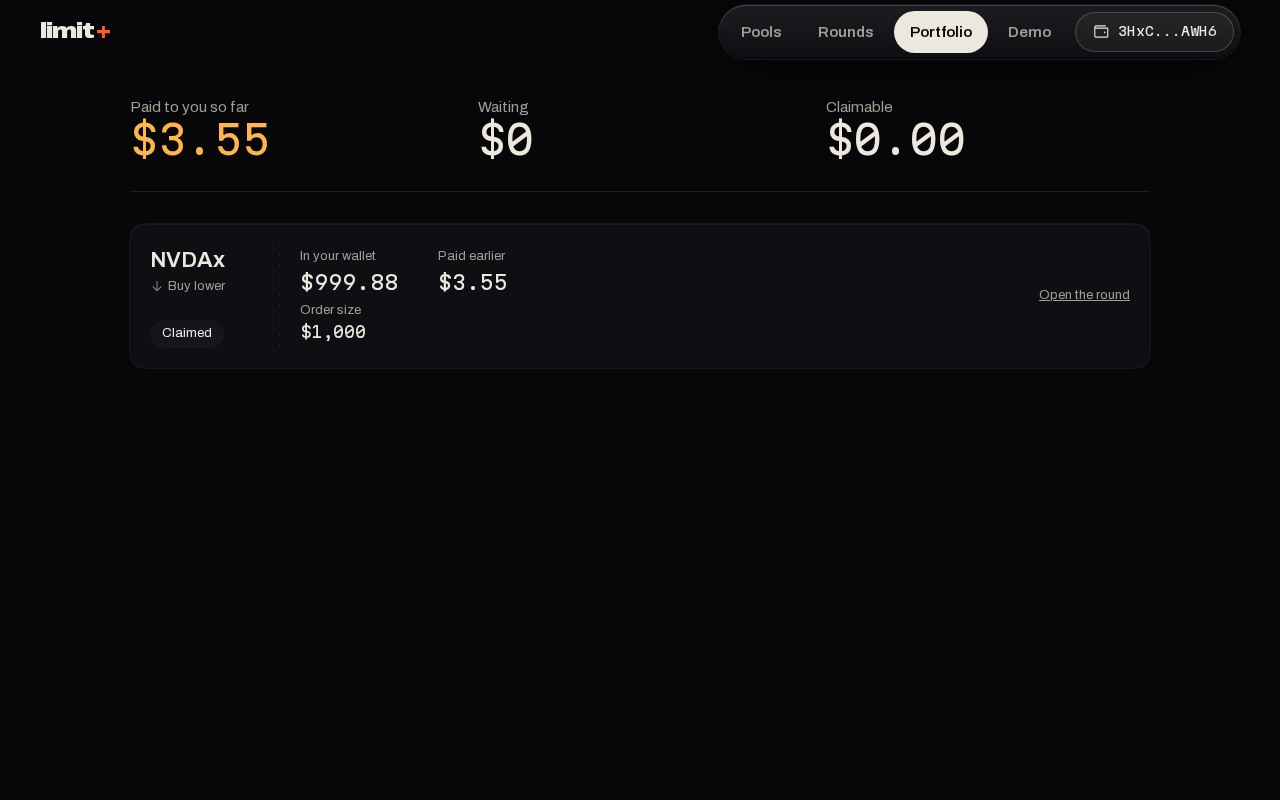 limit+
Pools Rounds Portfolio Demo 3HxC...AWH6
Paid to you so far Waiting Claimable
$3.55 $0 $0.00
NVDAx
Buy lower
Claimed
In your wallet Paid earlier
$999.88 $3.55
Order size
$1,000
Open the round